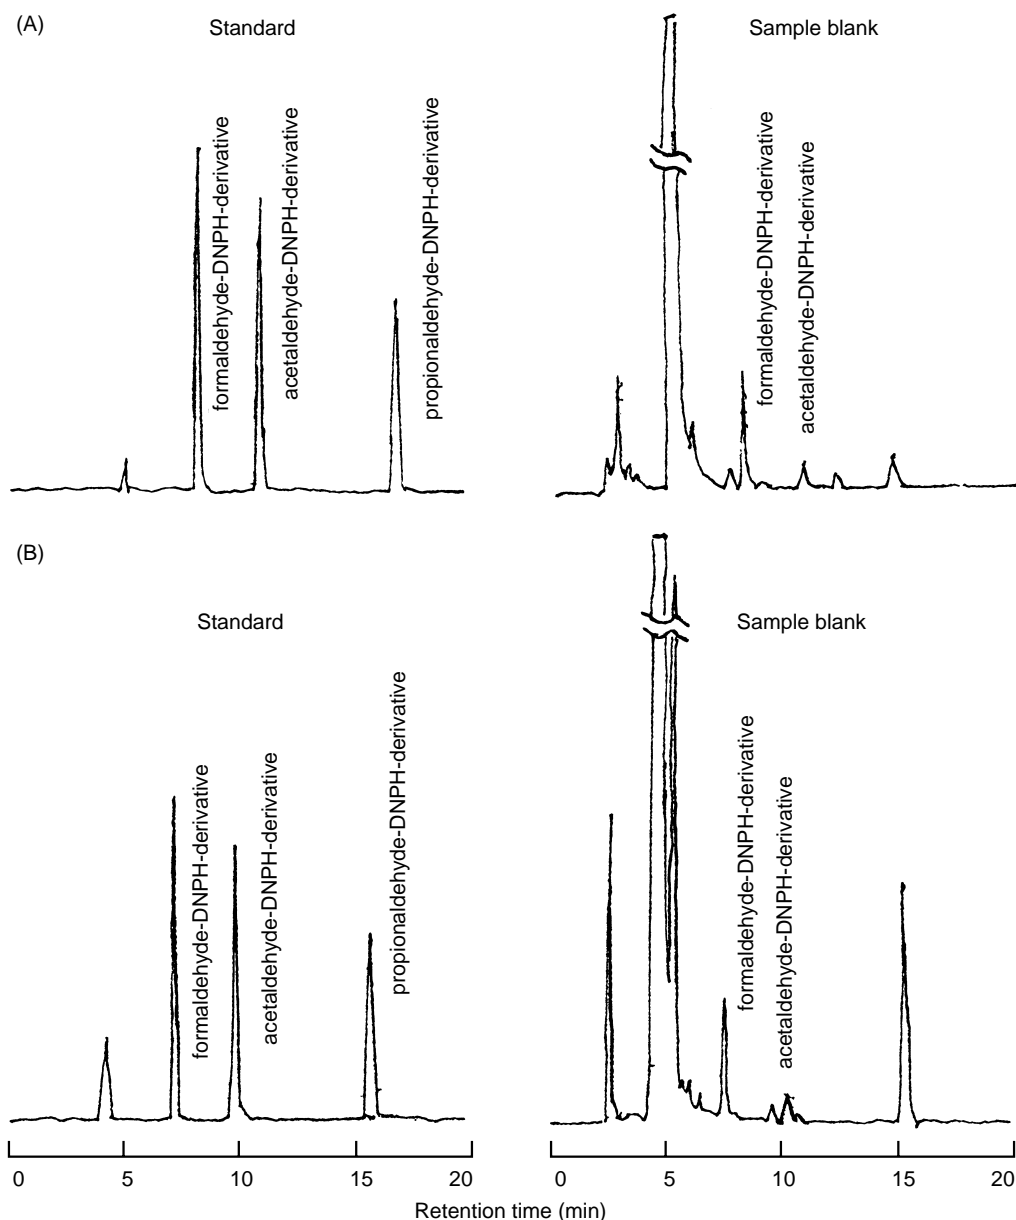 (A)
Standard
formaldehyde-DNPH-derivative
acetaldehyde-DNPH-derivative
propionaldehyde-DNPH-derivative
Sample blank
formaldehyde-DNPH-derivative
acetaldehyde-DNPH-derivative
(B)
Standard
formaldehyde-DNPH-derivative
acetaldehyde-DNPH-derivative
propionaldehyde-DNPH-derivative
Sample blank
formaldehyde-DNPH-derivative
acetaldehyde-DNPH-derivative
0 5 10 15 20
0 5 10 15 20
Retention time (min)